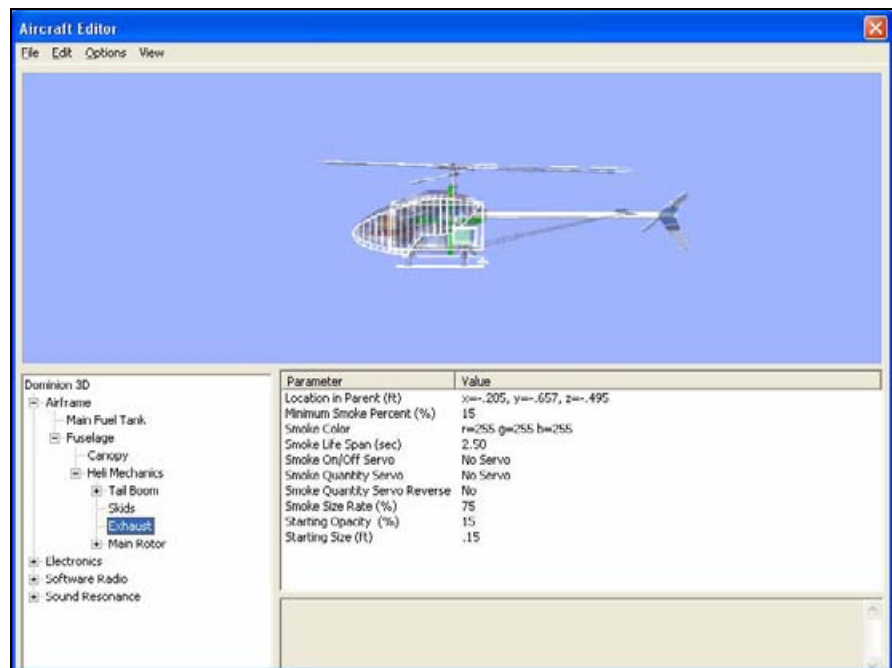 Aircraft Editor
File Edit Options View
Dominion 3D
Airframe
Main Fuel Tank
Fuselage
Canopy
Heli Mechanics
Tail Boom
Skids
Exhaust
Main Rotor
Electronics
Software Radio
Sound Resonance
Parameter Value
Location in Parent (ft) x=-.205, y=-.657, z=-.495
Minimum Smoke Percent (%) 15
Smoke Color r=255 g=255 b=255
Smoke Life Span (sec) 2.50
Smoke On/Off Servo No Servo
Smoke Quantity Servo No Servo
Smoke Quantity Servo Reverse No
Smoke Size Rate (%) 75
Starting Opacity (%) 15
Starting Size (ft) .15